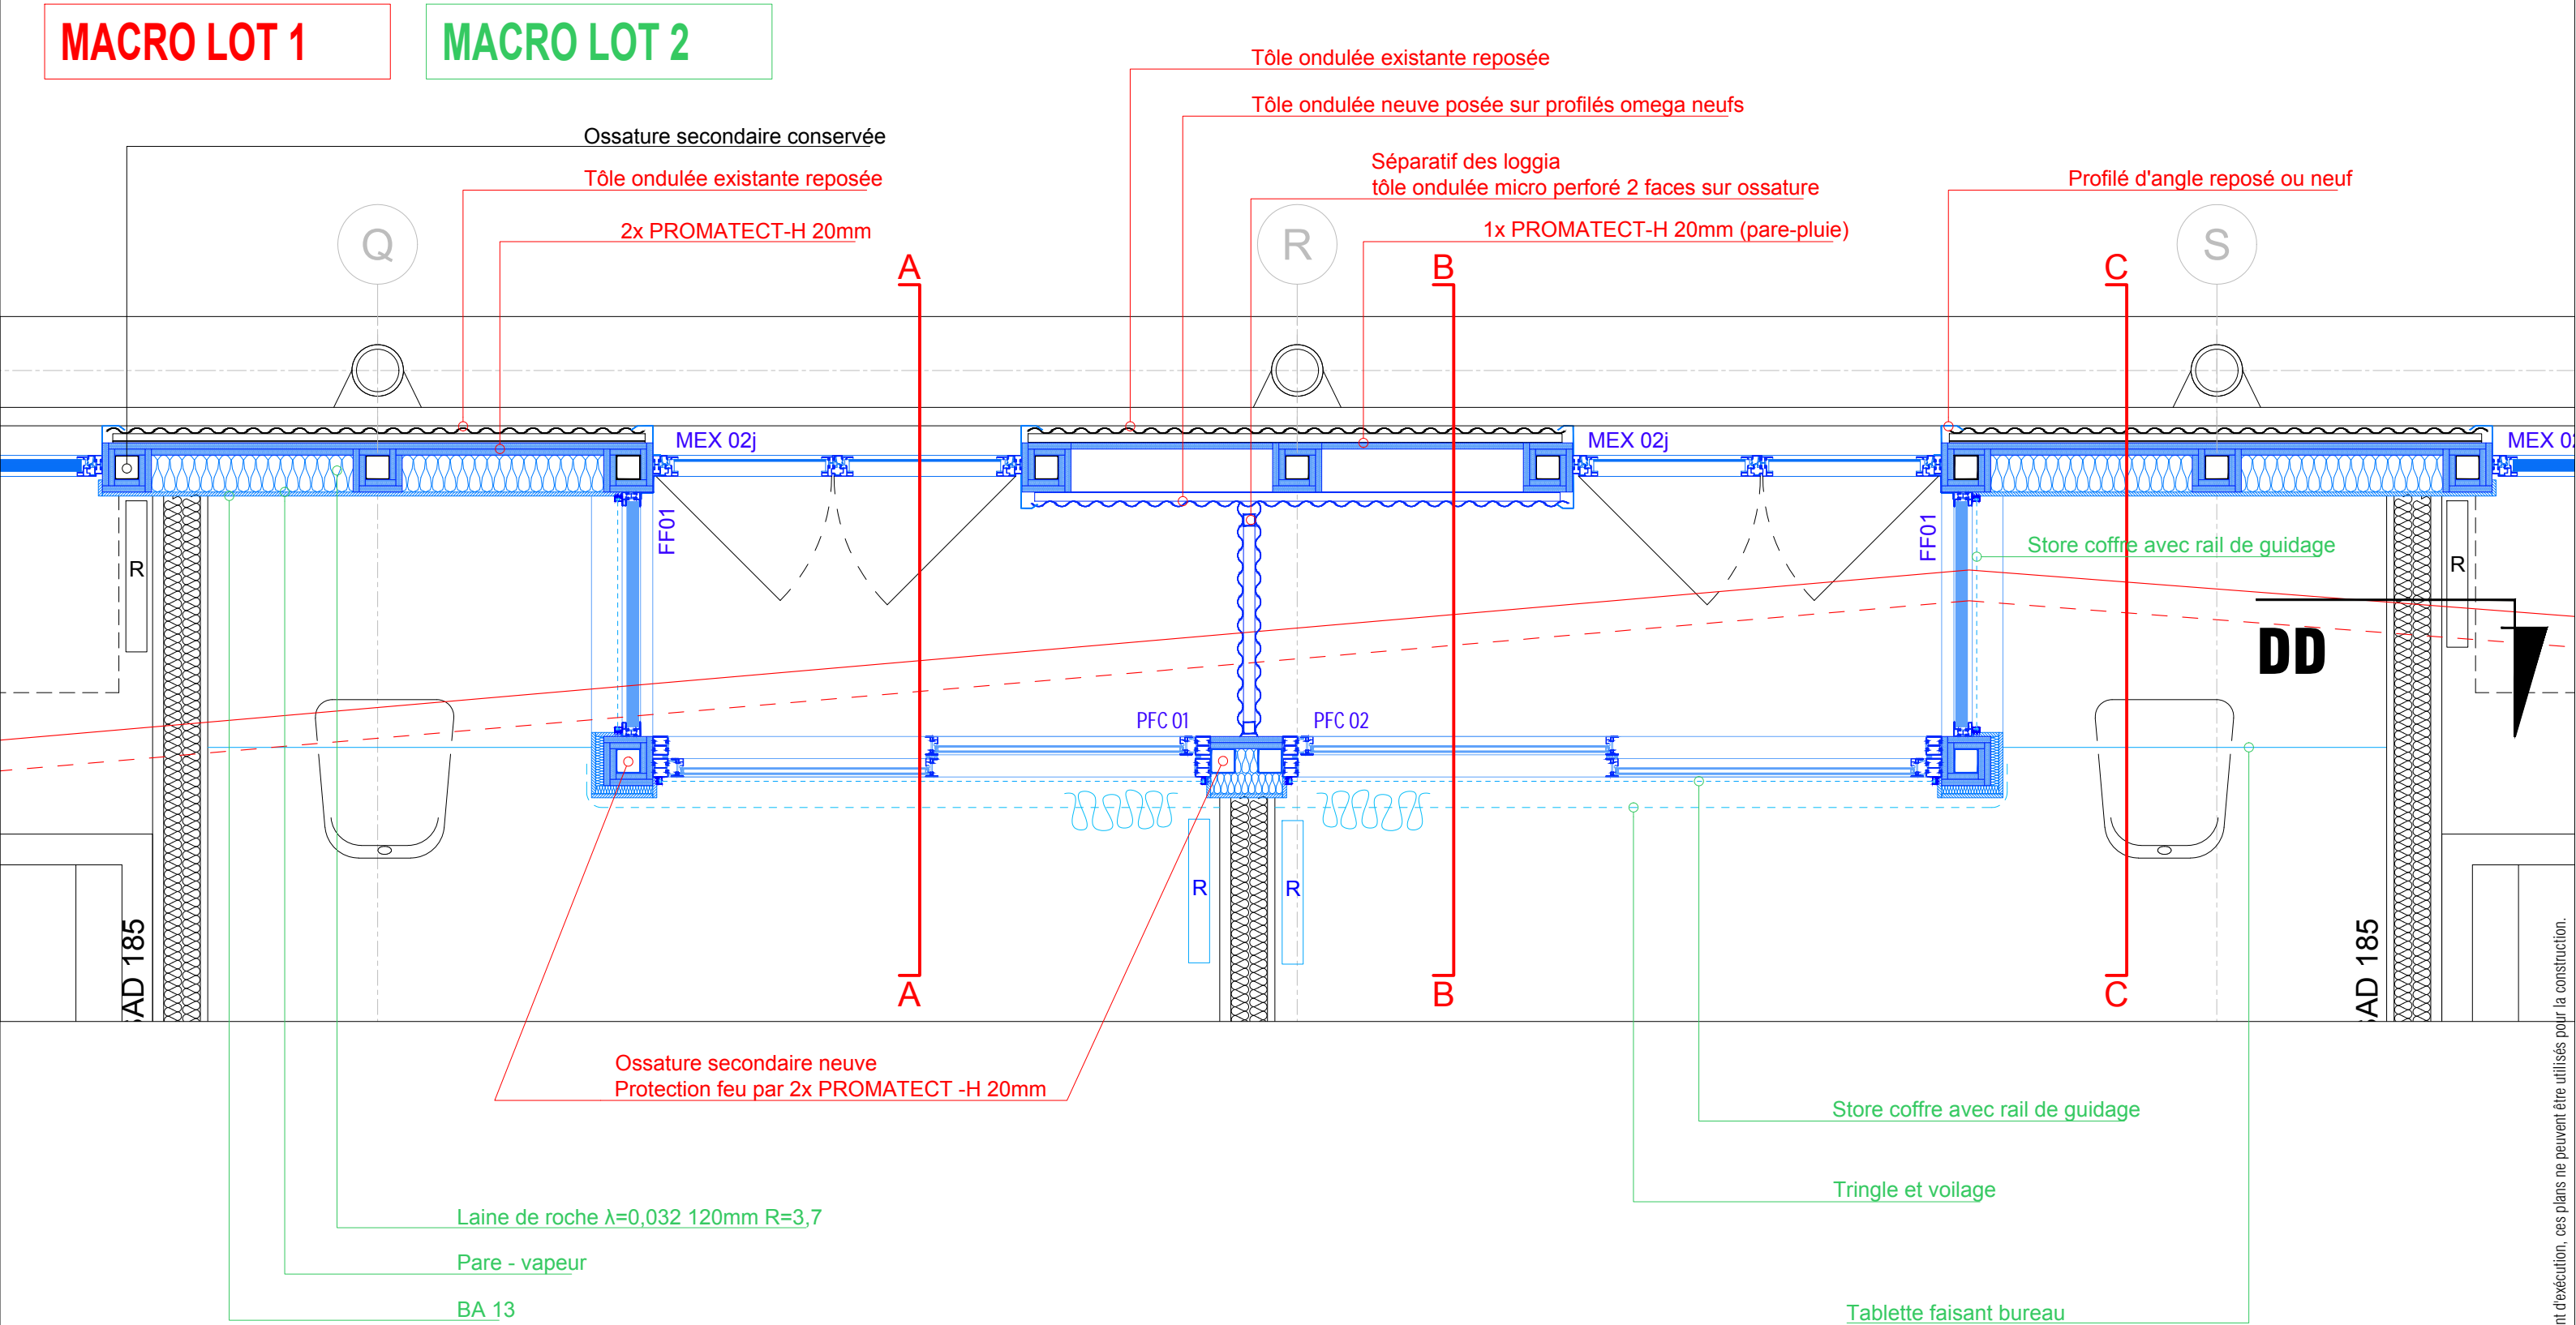 MACRO LOT 1
MACRO LOT 2
Tôle ondulée existante reposée
Tôle ondulée neuve posée sur profilés omega neufs
Ossature secondaire conservée
Séparatif des loggia
tôle ondulée micro perforé 2 faces sur ossature
Tôle ondulée existante reposée
Profilé d'angle reposé ou neuf
2x PROMATECT-H 20mm
1x PROMATECT-H 20mm (pare-pluie)
Q
R
S
A
B
C
MEX 02j
MEX 02j
MEX 02
FF01
FF01
Store coffre avec rail de guidage
R
R
DD
PFC 01
PFC 02
R
R
AD 185
AD 185
A
B
C
Ossature secondaire neuve
Protection feu par 2x PROMATECT -H 20mm
Store coffre avec rail de guidage
Tringle et voilage
Laine de roche λ=0,032 120mm R=3,7
Pare - vapeur
BA 13
Tablette faisant bureau
nt d'exécution, ces plans ne peuvent être utilisés pour la construction.